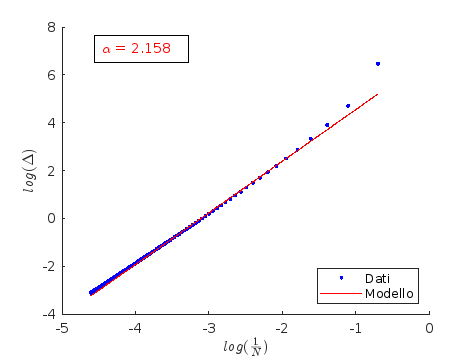 8
α = 2.158
6
4
2
log(Δ)
0
-2
Dati
Modello
-4
-5 -4 -3 -2 -1 0
log(1/N)